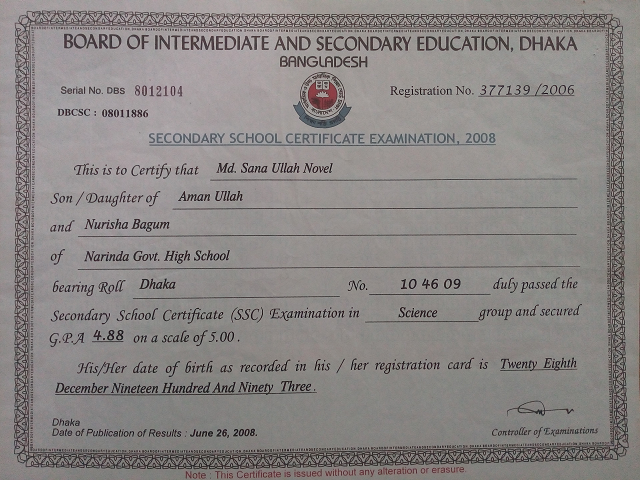 BOARD OF INTERMEDIATE AND SECONDARY EDUCATION, DHAKA
BANGLADESH
Serial No. DBS 8012104
Registration No. 377139 /2006
DBCSC : 08011886
SECONDARY SCHOOL CERTIFICATE EXAMINATION, 2008
This is to Certify that Md. Sana Ullah Novel
Son / Daughter of Aman Ullah
and Nurisha Bagum
of Narinda Govt. High School
bearing Roll Dhaka No. 10 46 09 duly passed the
Secondary School Certificate (SSC) Examination in Science group and secured
G.P.A 4.88 on a scale of 5.00 .
His/Her date of birth as recorded in his / her registration card is Twenty Eighth
December Nineteen Hundred And Ninety Three .
Dhaka
Date of Publication of Results : June 26, 2008.
Controller of Examinations
Note : This Certificate is issued without any alteration or erasure